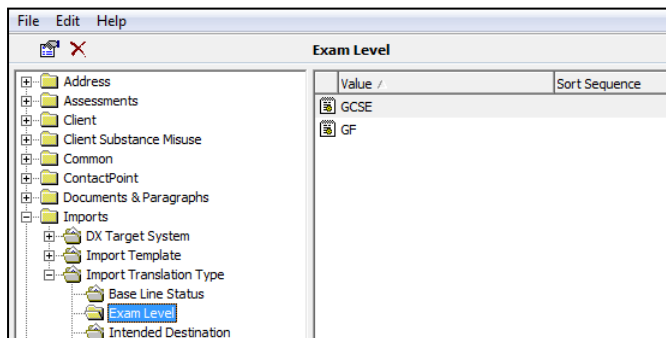 File Edit Help
Exam Level
Address
Assessments
Client
Client Substance Misuse
Common
ContactPoint
Documents & Paragraphs
Imports
DX Target System
Import Template
Import Translation Type
Base Line Status
Exam Level
Intended Destination
Value Sort Sequence
GCSE
GF